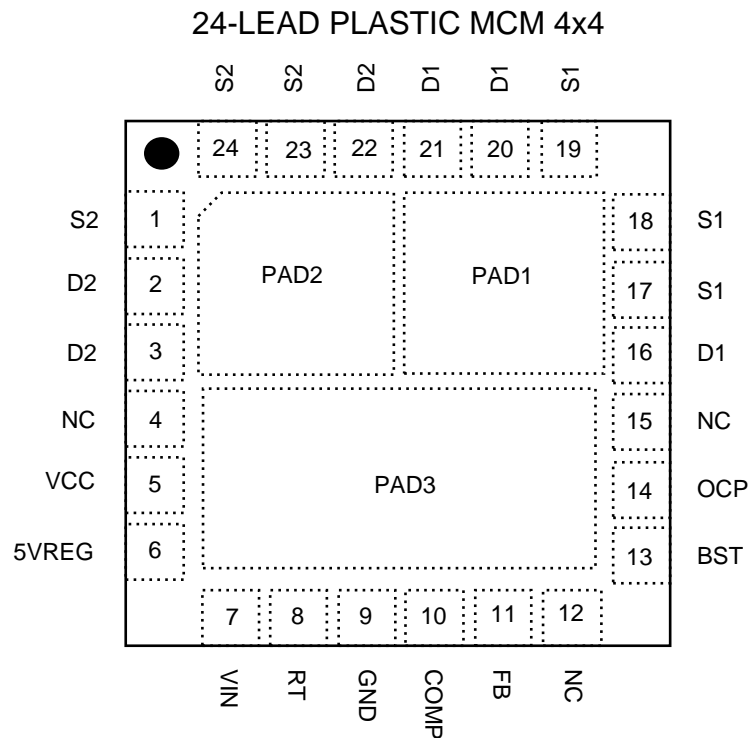 24-LEAD PLASTIC MCM 4x4
S2 S2 D2 D1 D1 S1
24 23 22 21 20 19
S2 1 18 S1
PAD2 PAD1
D2 2 17 S1
D2 3 16 D1
NC 4 15 NC
VCC 5 PAD3 14 OCP
5VREG 6 13 BST
7 8 9 10 11 12
VIN RT GND COMP FB NC